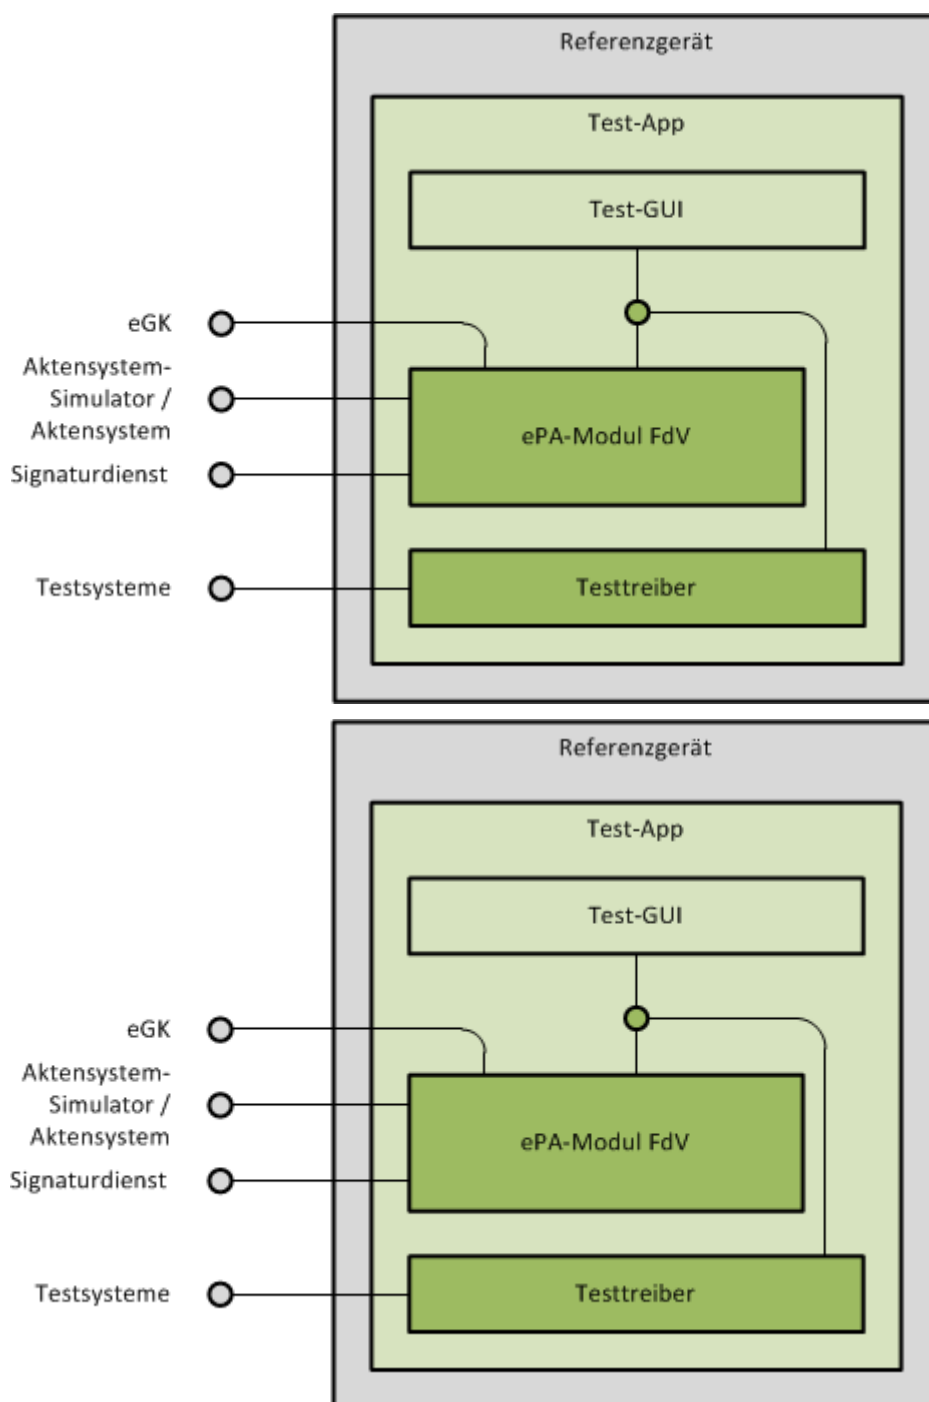 Referenzgerät
Test-App
Test-GUI
eGK
Aktensystem-
Simulator /
Aktensystem
ePA-Modul FdV
Signaturdienst
Testsysteme
Testtreiber
Referenzgerät
Test-App
Test-GUI
eGK
Aktensystem-
Simulator /
Aktensystem
ePA-Modul FdV
Signaturdienst
Testsysteme
Testtreiber